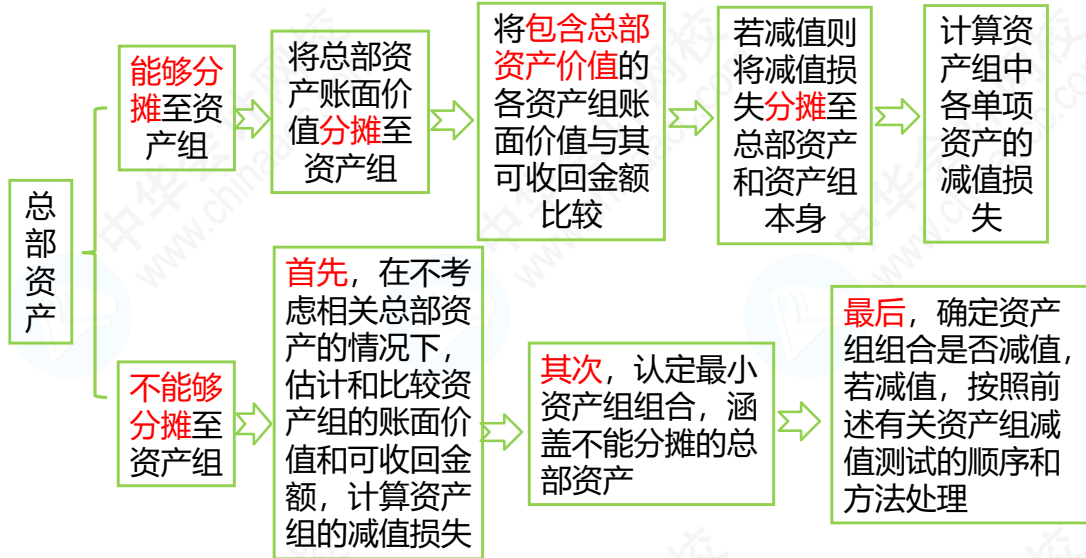 总
部
资
产
能够分
摊至资
产组
将总部资
产账面价
值分摊至
资产组
将包含总部
资产价值的
各资产组账
面价值与其
可收回金额
比较
若减值则
将减值损
失分摊至
总部资产
和资产组
本身
计算资
产组中
各单项
资产的
减值损
失
不能够
分摊至
资产组
首先，在不考
虑相关总部资
产的情况下，
估计和比较资
产组的账面价
值和可收回金
额，计算资产
组的减值损失
其次，认定最小
资产组组合，涵
盖不能分摊的总
部资产
最后，确定资产
组组合是否减值，
若减值，按照前
述有关资产组减
值测试的顺序和
方法处理